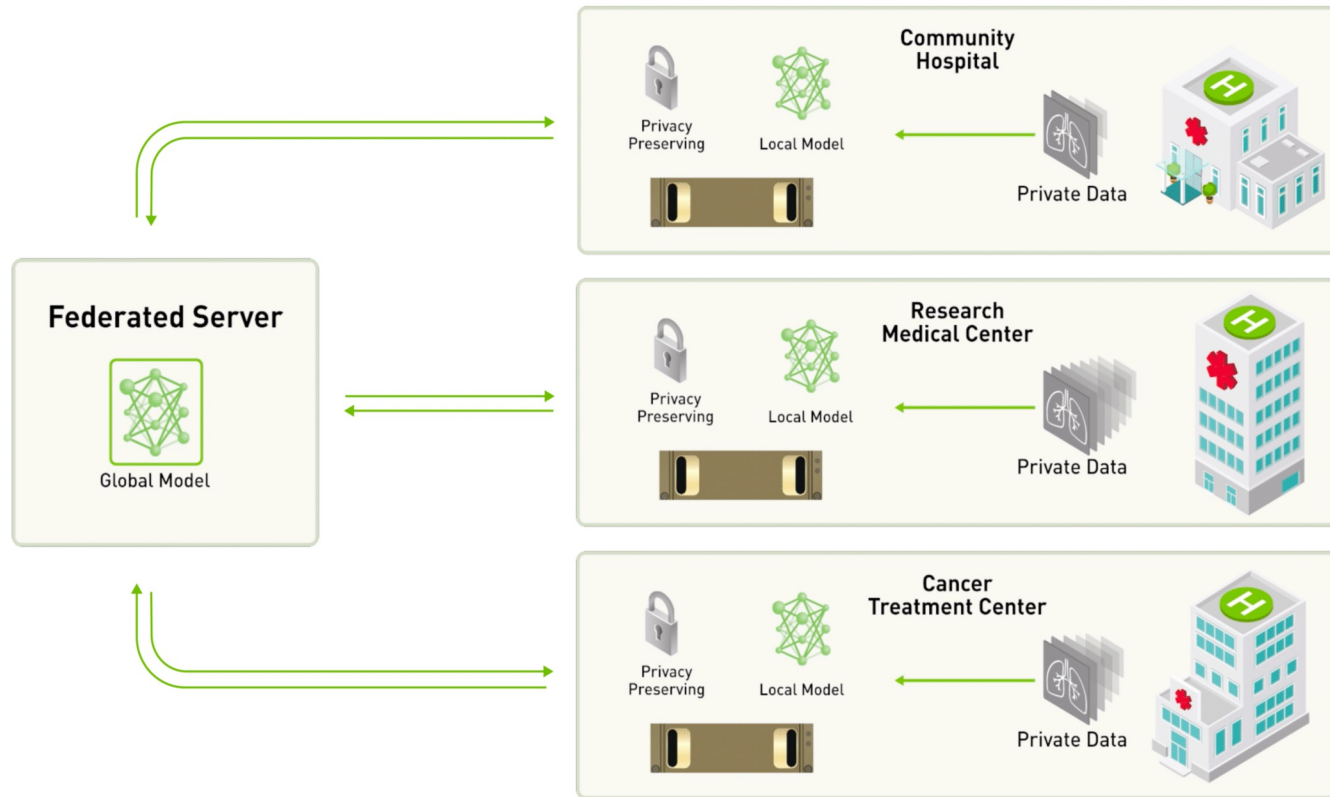 Community
Hospital
Privacy
Preserving
Local Model
Private Data
H
Federated Server
Global Model
Research
Medical Center
Privacy
Preserving
Local Model
Private Data
H
Cancer
Treatment Center
Privacy
Preserving
Local Model
Private Data
H